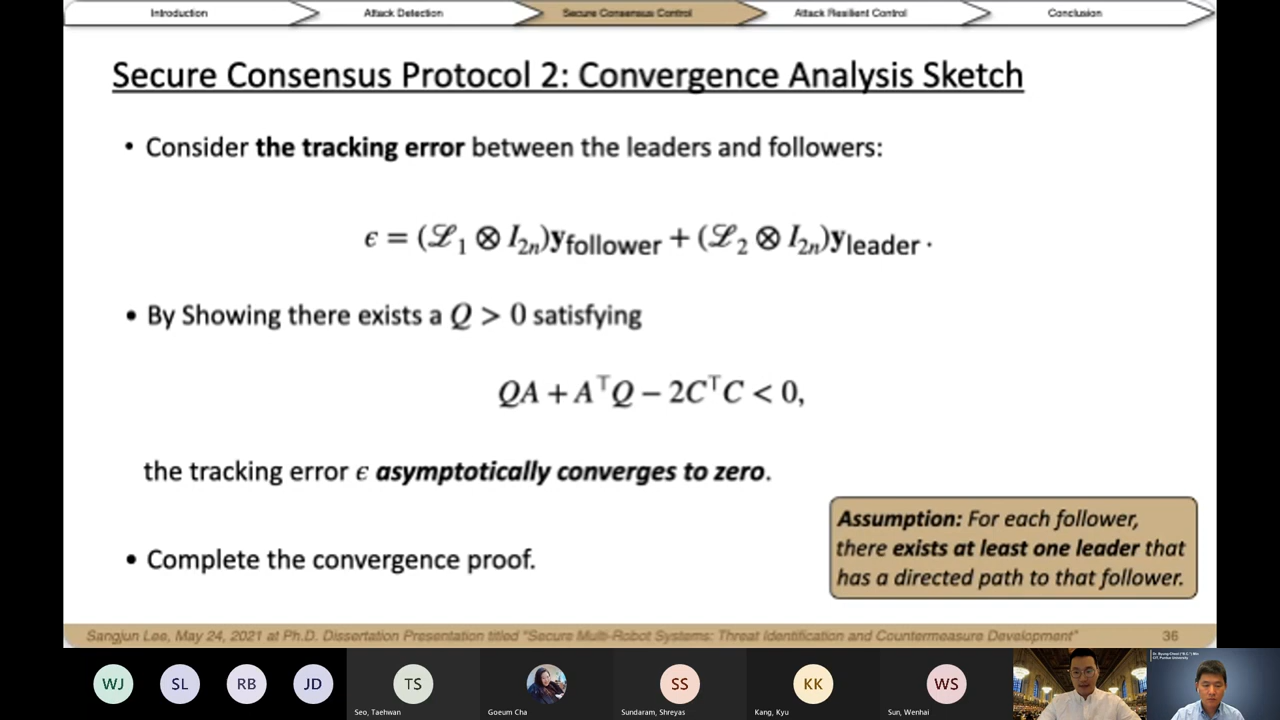 Introduction
Attack Detection
Secure Consensus Control
Attack Resilient Control
Conclusion
Secure Consensus Protocol 2: Convergence Analysis Sketch
• Consider the tracking error between the leaders and followers:
ϵ = (ℒ₁ ⊗ I₂ₙ)y_follower + (ℒ₂ ⊗ I₂ₙ)y_leader .
• By Showing there exists a Q > 0 satisfying
QA + A⊤Q − 2C⊤C < 0,
the tracking error ϵ asymptotically converges to zero.
• Complete the convergence proof.
Assumption: For each follower,
there exists at least one leader that
has a directed path to that follower.
Sangjun Lee, May 24, 2021 at Ph.D. Dissertation Presentation titled "Secure Multi-Robot Systems: Threat Identification and Countermeasure Development"
36
WJ
SL
RB
JD
TS
SS
KK
WS
Seo, Taehwan
Goeum Cha
Sundaram, Shreyas
Kang, Kyu
Sun, Wenhai